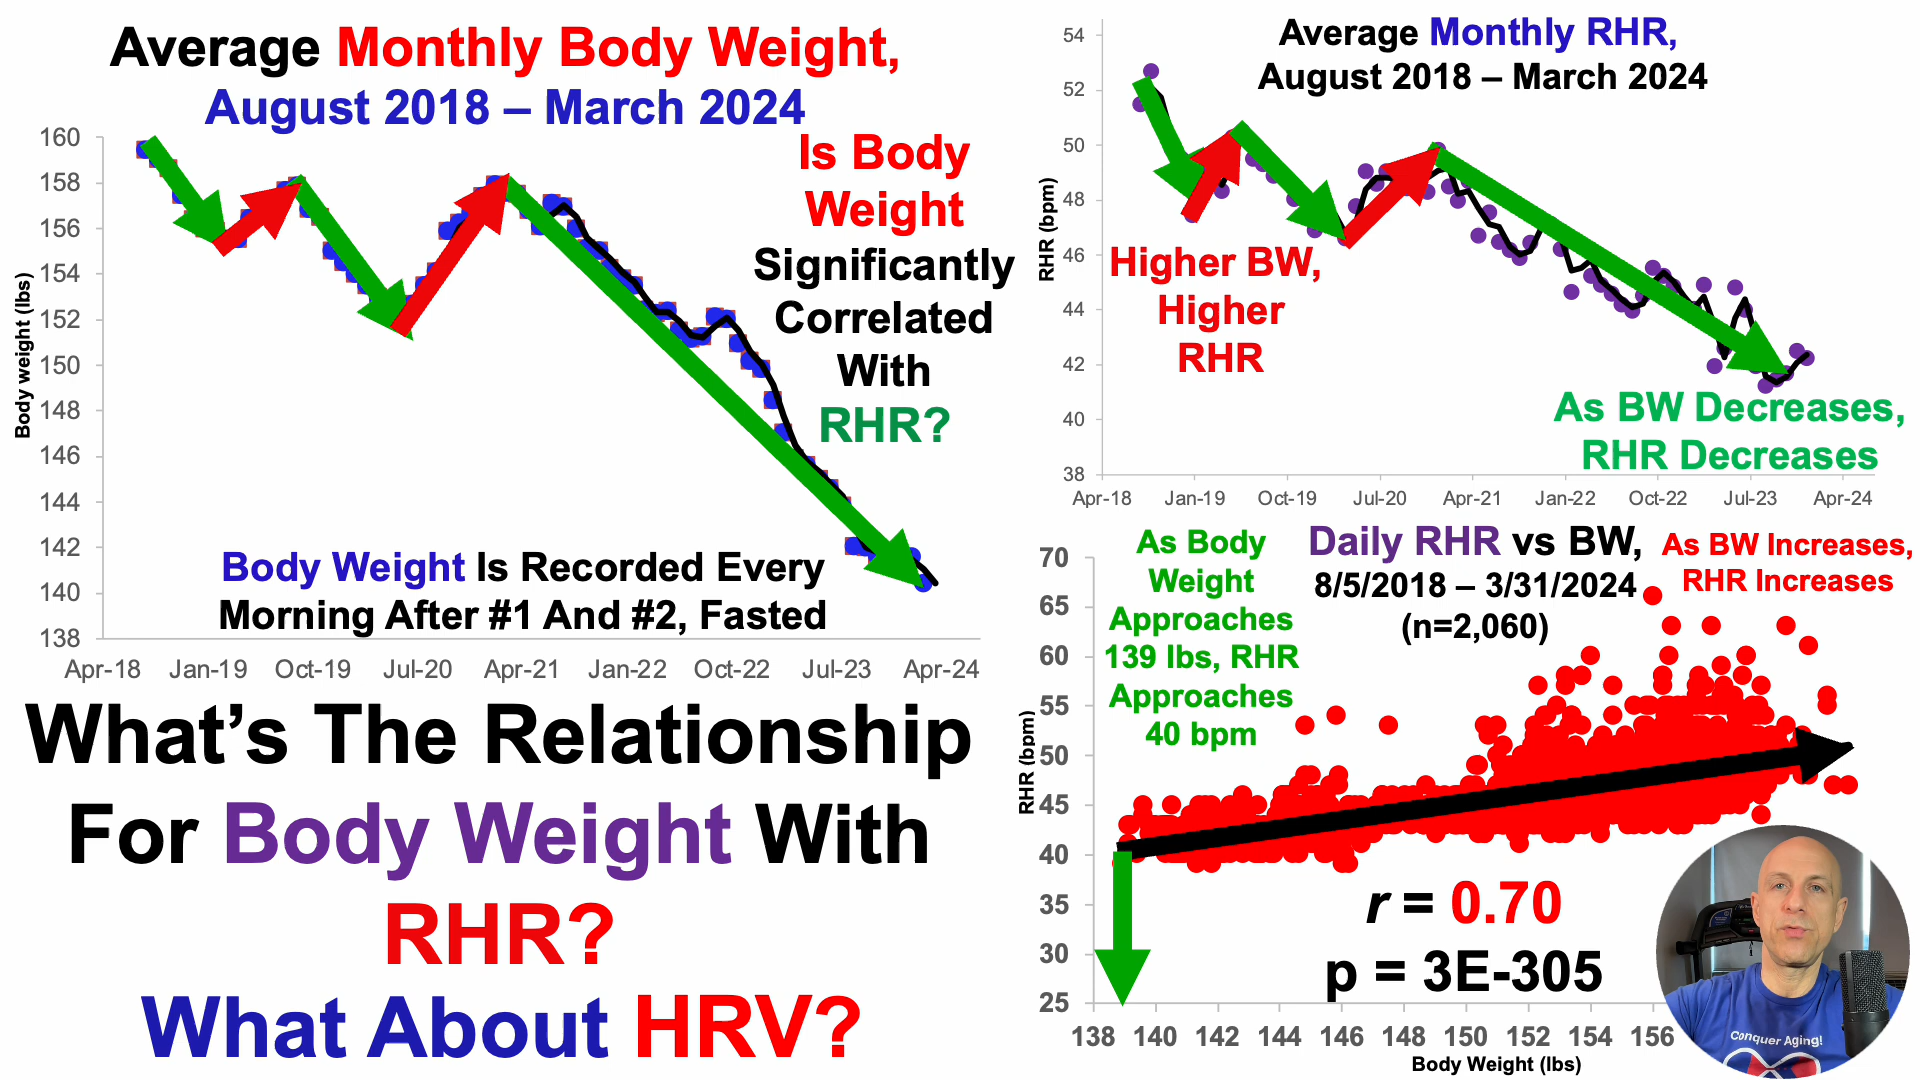 Average Monthly Body Weight,
August 2018 – March 2024
160
158
156
154
152
150
148
146
144
142
140
138
Body weight (lbs)
Apr-18 Jan-19 Oct-19 Jul-20 Apr-21 Jan-22 Oct-22 Jul-23 Apr-24
Is Body
Weight
Significantly
Correlated
With
RHR?
Body Weight Is Recorded Every
Morning After #1 And #2, Fasted
What's The Relationship
For Body Weight With
RHR?
What About HRV?
Average Monthly RHR,
August 2018 – March 2024
54
52
50
48
46
44
42
40
38
RHR (bpm)
Apr-18 Jan-19 Oct-19 Jul-20 Apr-21 Jan-22 Oct-22 Jul-23 Apr-24
Higher BW,
Higher
RHR
As BW Decreases,
RHR Decreases
Daily RHR vs BW,
8/5/2018 – 3/31/2024
(n=2,060)
As Body
Weight
Approaches
139 lbs, RHR
Approaches
40 bpm
As BW Increases,
RHR Increases
70
65
60
55
50
45
40
35
30
25
RHR (bpm)
r = 0.70
p = 3E-305
138 140 142 144 146 148 150 152 154 156
Body Weight (lbs)
Conquer Aging!